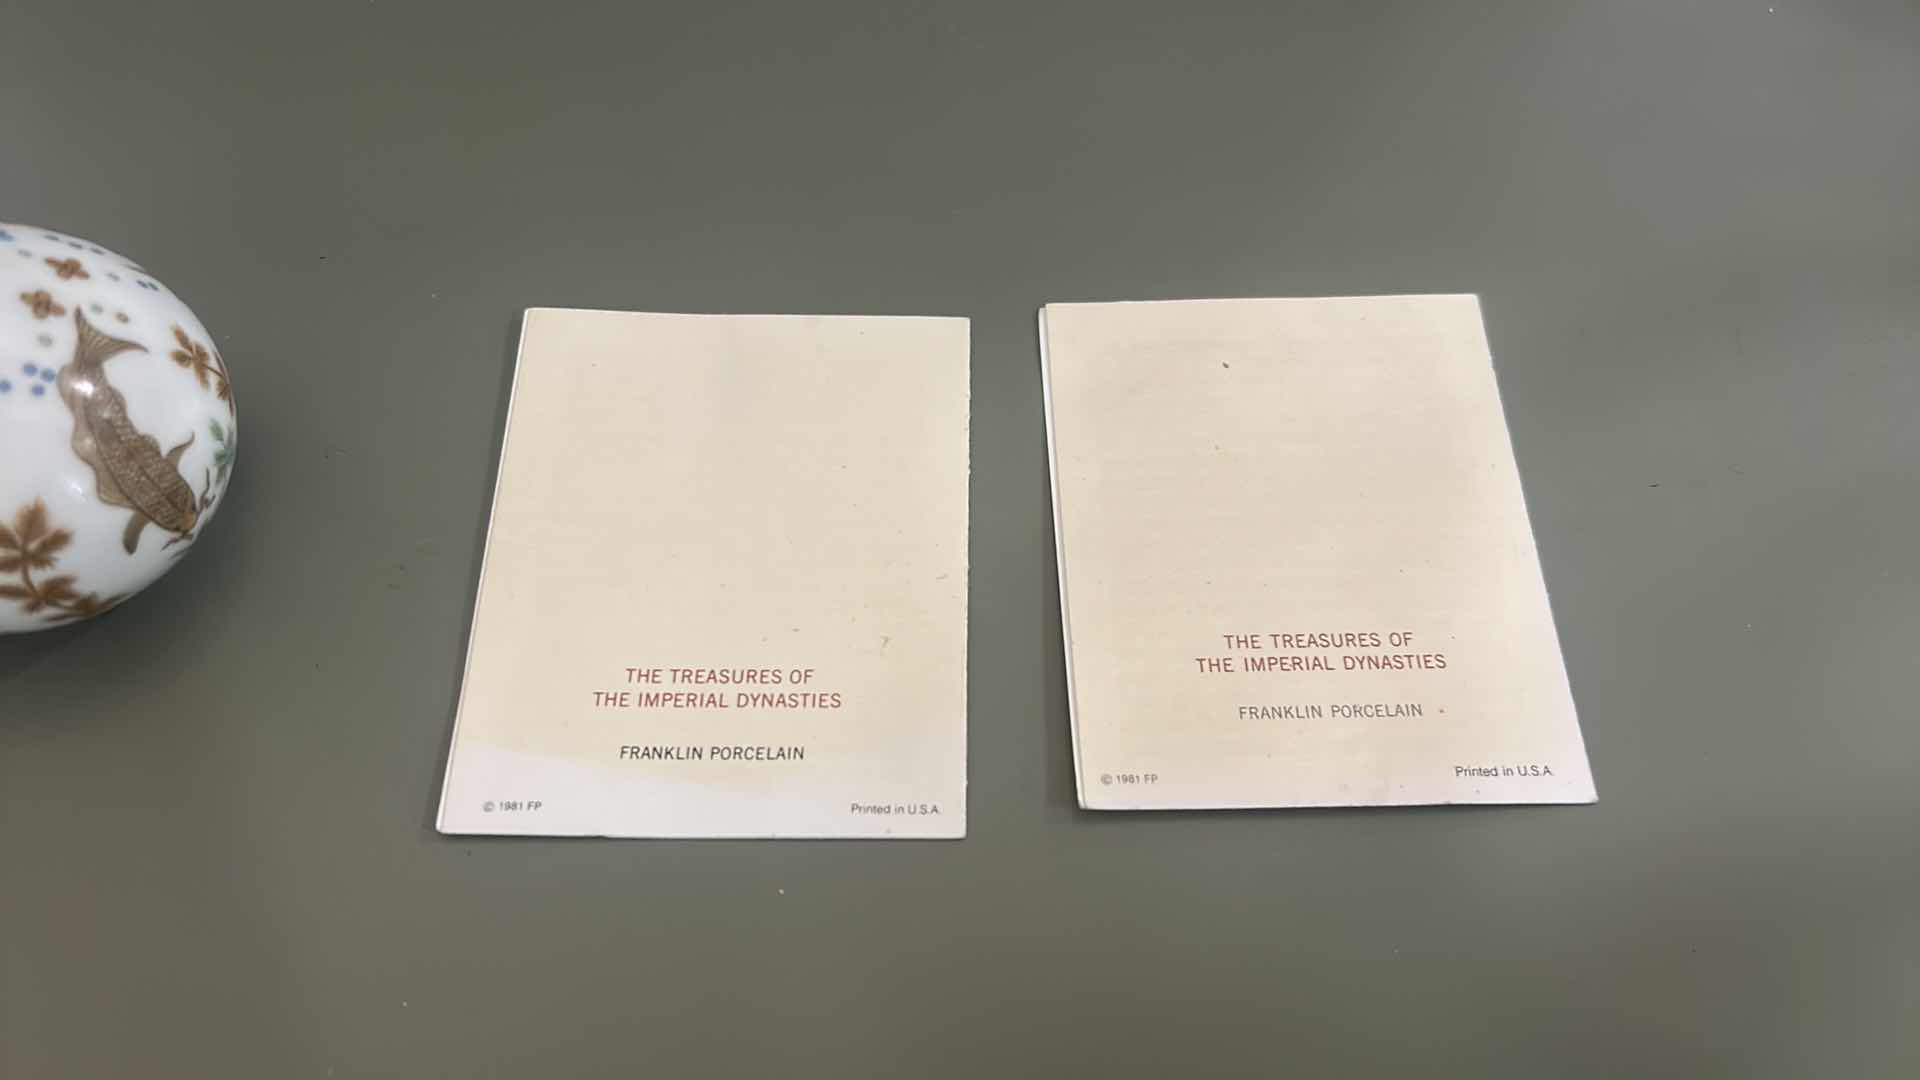 THE TREASURES OF
THE IMPERIAL DYNASTIES
FRANKLIN PORCELAIN
© 1981 FP
Printed in U.S.A.
THE TREASURES OF
THE IMPERIAL DYNASTIES
FRANKLIN PORCELAIN
© 1981 FP
Printed in U.S.A.